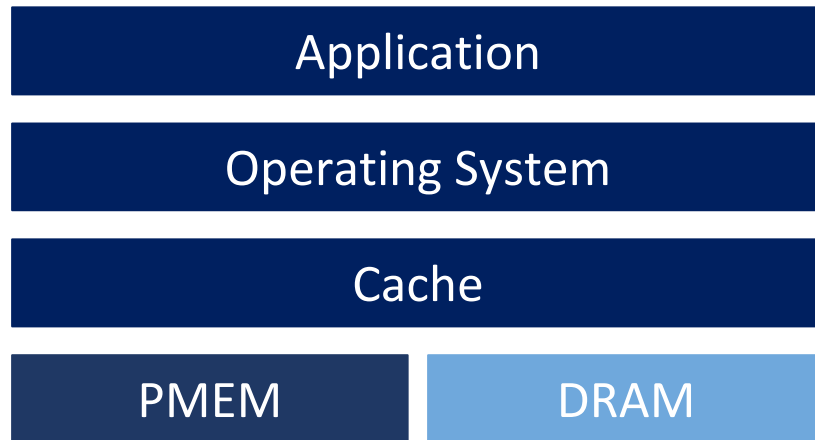 Application
Operating System
Cache
PMEM
DRAM